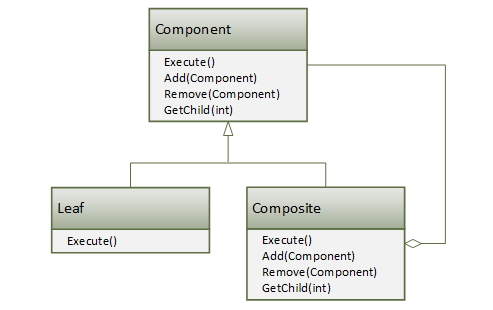 Component
Execute()
Add(Component)
Remove(Component)
GetChild(int)
Leaf
Execute()
Composite
Execute()
Add(Component)
Remove(Component)
GetChild(int)